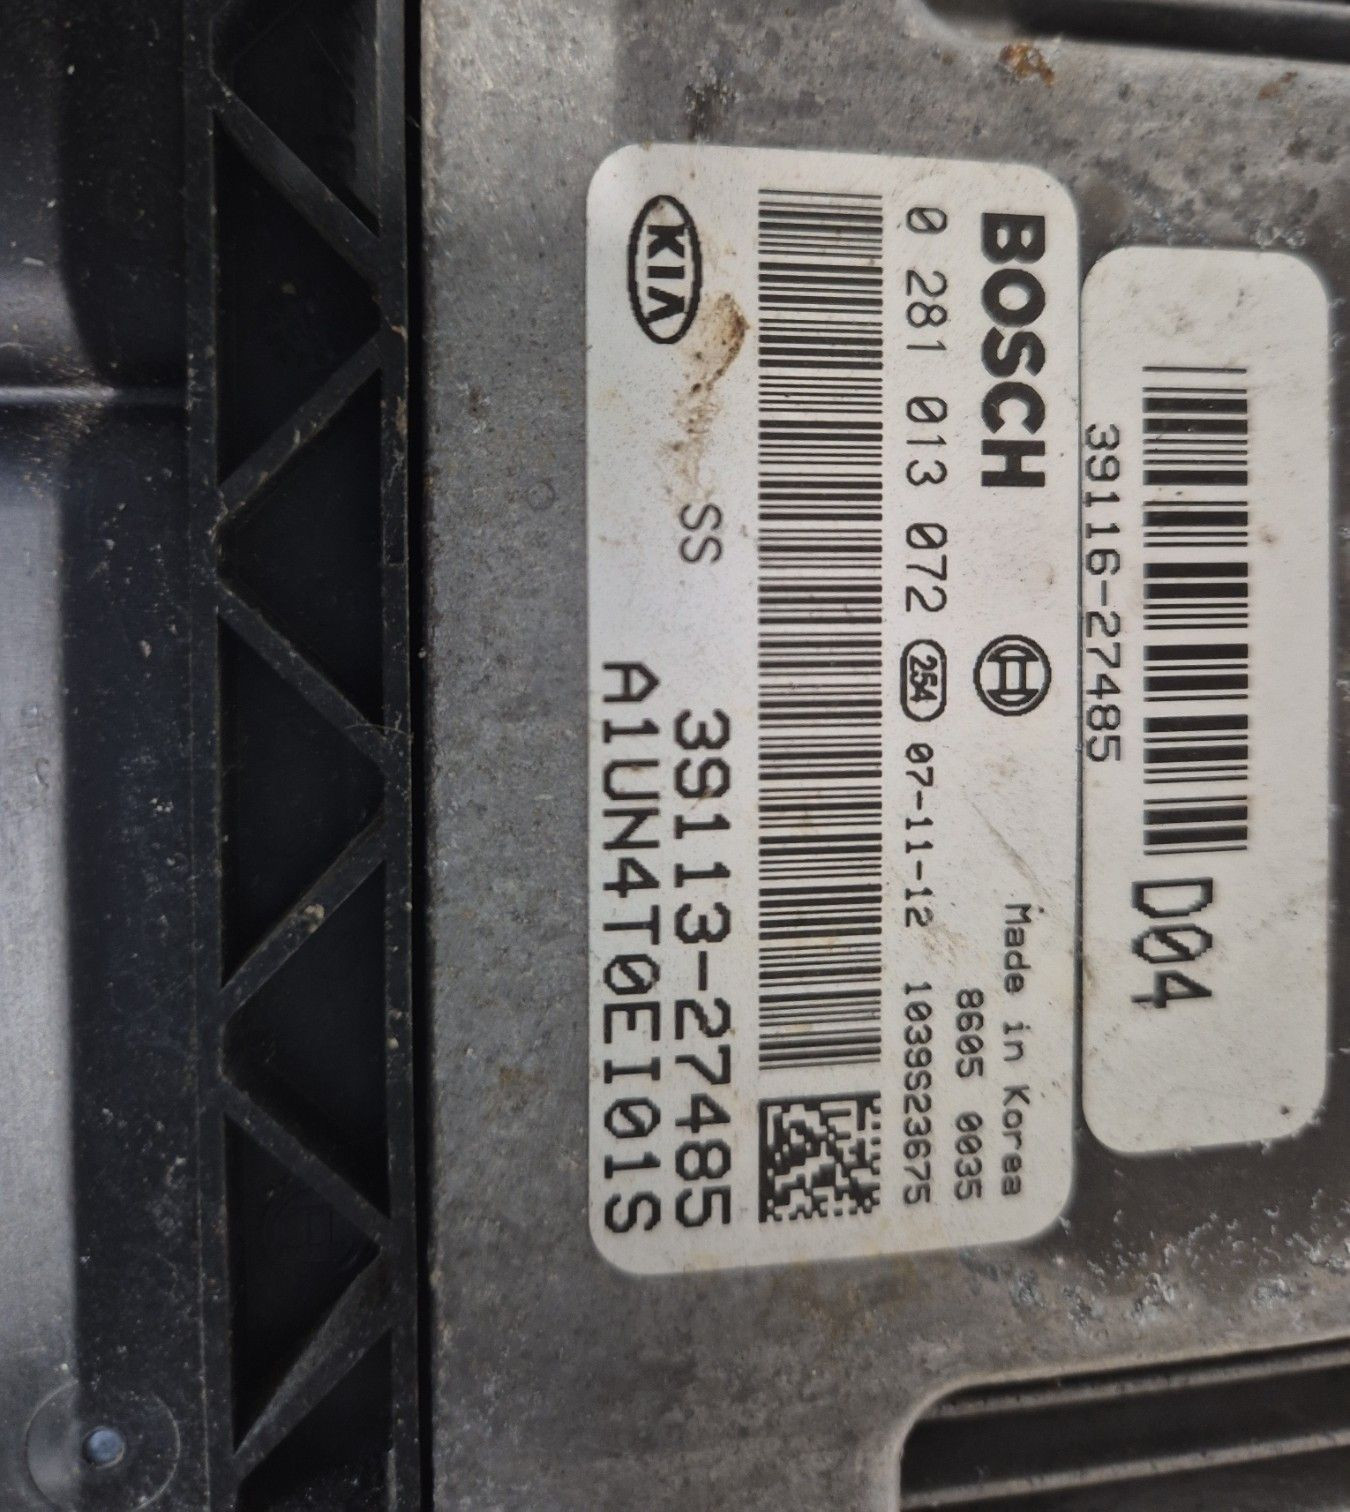 39116-27485
D04
BOSCH
Made in Korea
8605 0035
0 281 013 072 254 07-11-12 1039S23675
KIA
SS
39113-27485
A1UN4T0EI01S